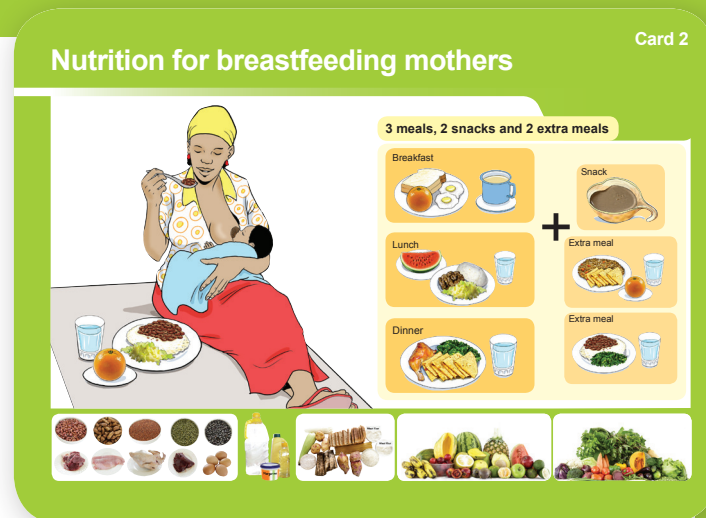 Card 2
Nutrition for breastfeeding mothers
3 meals, 2 snacks and 2 extra meals
Breakfast
Snack
Lunch
Extra meal
Dinner
Extra meal